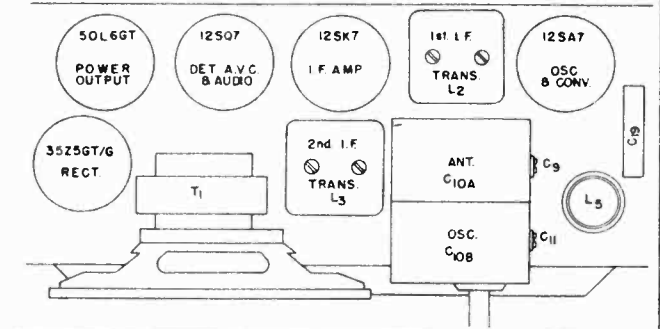 50L6GT
POWER
OUTPUT
12SQ7
DET. A.V.C.
& AUDIO
12SK7
I.F. AMP
1st. I.F.
TRANS.
L2
12SA7
OSC
& CONV.
C19
35Z5GT/G
RECT.
T1
2nd. I.F.
TRANS.
L3
ANT.
C10A
C9
L5
OSC.
C10B
C11